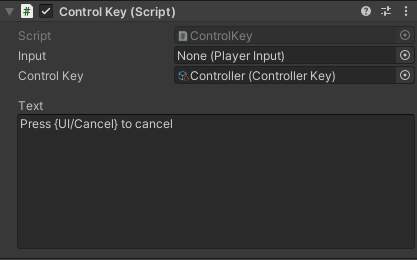 Control Key (Script)
Script ControlKey
Input None (Player Input)
Control Key Controller (Controller Key)
Text
Press {UI/Cancel} to cancel